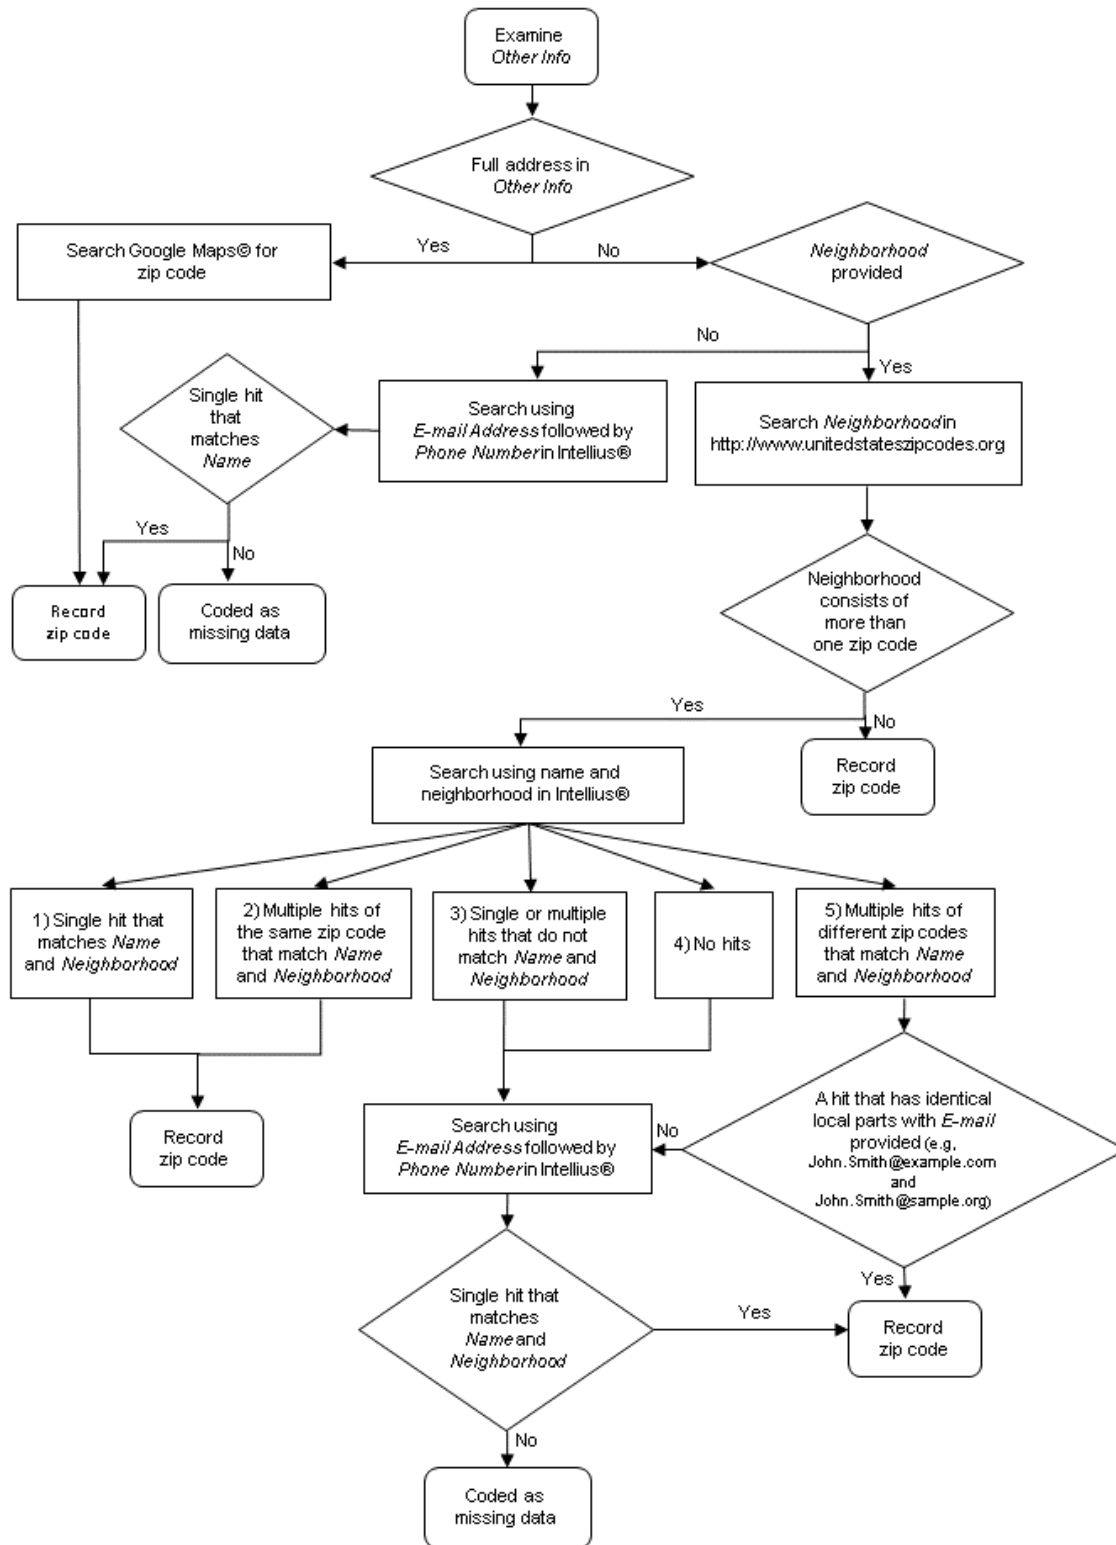 Examine
Other Info
Full address in
Other Info
Yes
No
Search Google Maps© for
zip code
Neighborhood
provided
No
Yes
Single hit
that
matches
Name
Search using
E-mail Address followed by
Phone Number in Intellius®
Search Neighborhood in
http://www.unitedstateszipcodes.org
Yes
No
Record
zip code
Coded as
missing data
Neighborhood
consists of
more than
one zip code
Yes
No
Search using name and
neighborhood in Intellius®
Record
zip code
1) Single hit that
matches Name
and Neighborhood
2) Multiple hits of
the same zip code
that match Name
and Neighborhood
3) Single or multiple
hits that do not
match Name and
Neighborhood
4) No hits
5) Multiple hits of
different zip codes
that match Name
and Neighborhood
Record
zip code
Search using
E-mail Address followed by
Phone Number in Intellius®
No
A hit that has identical
local parts with E-mail
provided (e.g,
John.Smith@example.com
and
John.Smith@sample.org)
Yes
Single hit that
matches
Name and
Neighborhood
Yes
Record
zip code
No
Coded as
missing data